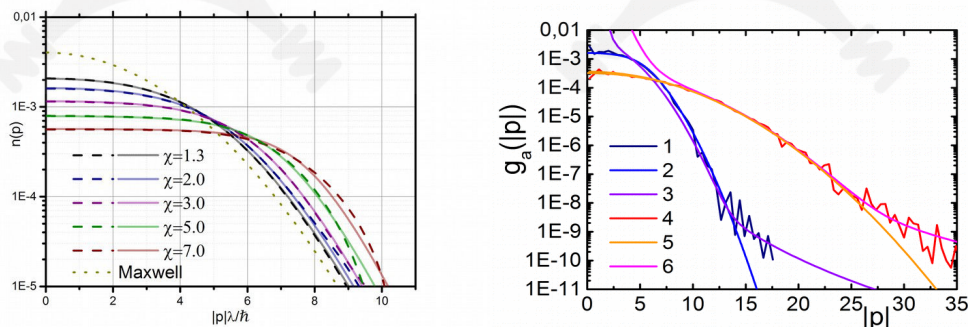 0,01
1E-3
1E-4
1E-5
n(p)
χ=1.3
χ=2.0
χ=3.0
χ=5.0
χ=7.0
Maxwell
0 2 4 6 8 10
|p|λ/ħ
0,01
1E-3
1E-4
1E-5
1E-6
1E-7
1E-8
1E-9
1E-10
1E-11
gₐ(|p|)
1
2
3
4
5
6
0 5 10 15 20 25 30 35
|p|